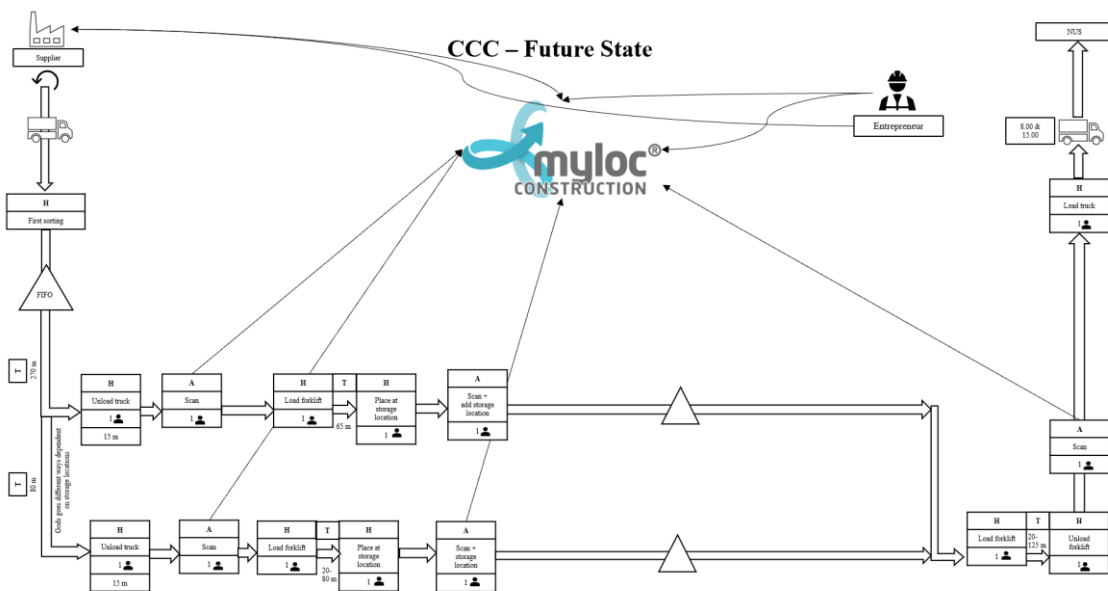 CCC – Future State
Supplier
NUS
Entrepreneur
8.00 &
15.00
myloc®
CONSTRUCTION
H
First sorting
H
Load truck
1
FIFO
T
270 m
H
Unload truck
1
15 m
A
Scan
1
H
Load forklift
1
T
65 m
H
Place at
storage
location
1
A
Scan +
add storage
location
1
T
80 m
Gods goes different ways dependent
on storage locations
A
Scan
1
H
Unload truck
1
15 m
A
Scan
1
H
Load forklift
1
T
20-
80 m
H
Place at
storage
location
1
A
Scan +
storage
location
1
H
Load forklift
1
T
20-
125 m
H
Unload
forklift
1